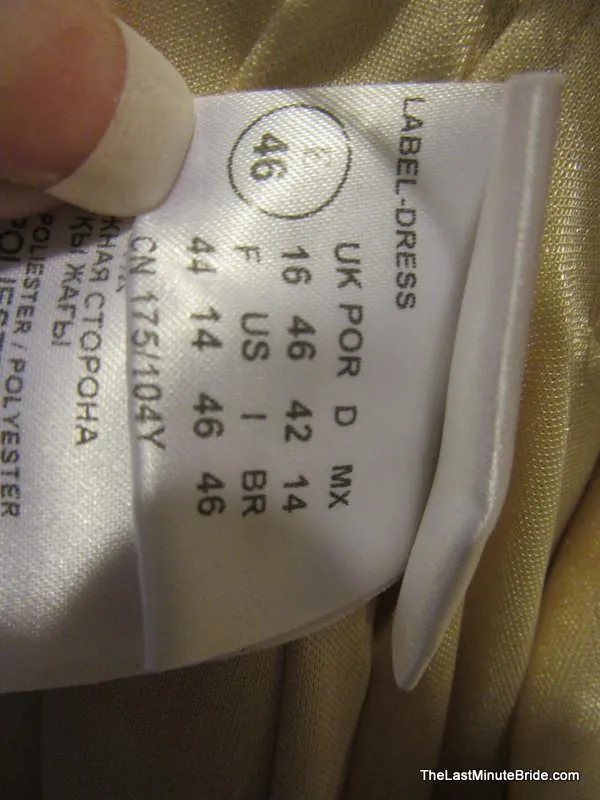 LABEL-DRESS
E
46
UK POR D MX
16 46 42 14
F US I BR
44 14 46 46
CN 175/104Y
СТОРОНА
ЖАҒЫ
POLIESTER / POLYESTER
TheLastMinuteBride.com